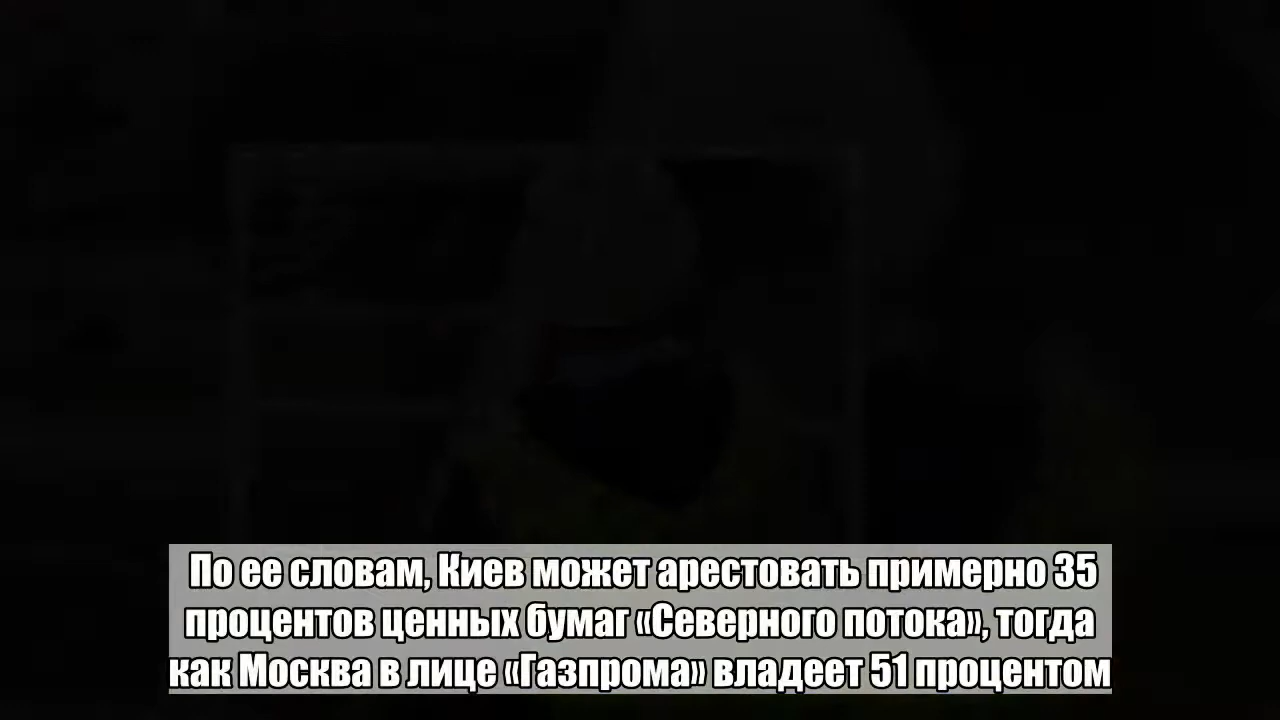 По ее словам, Киев может арестовать примерно 35
процентов ценных бумаг «Северного потока», тогда
как Москва в лице «Газпрома» владеет 51 процентом